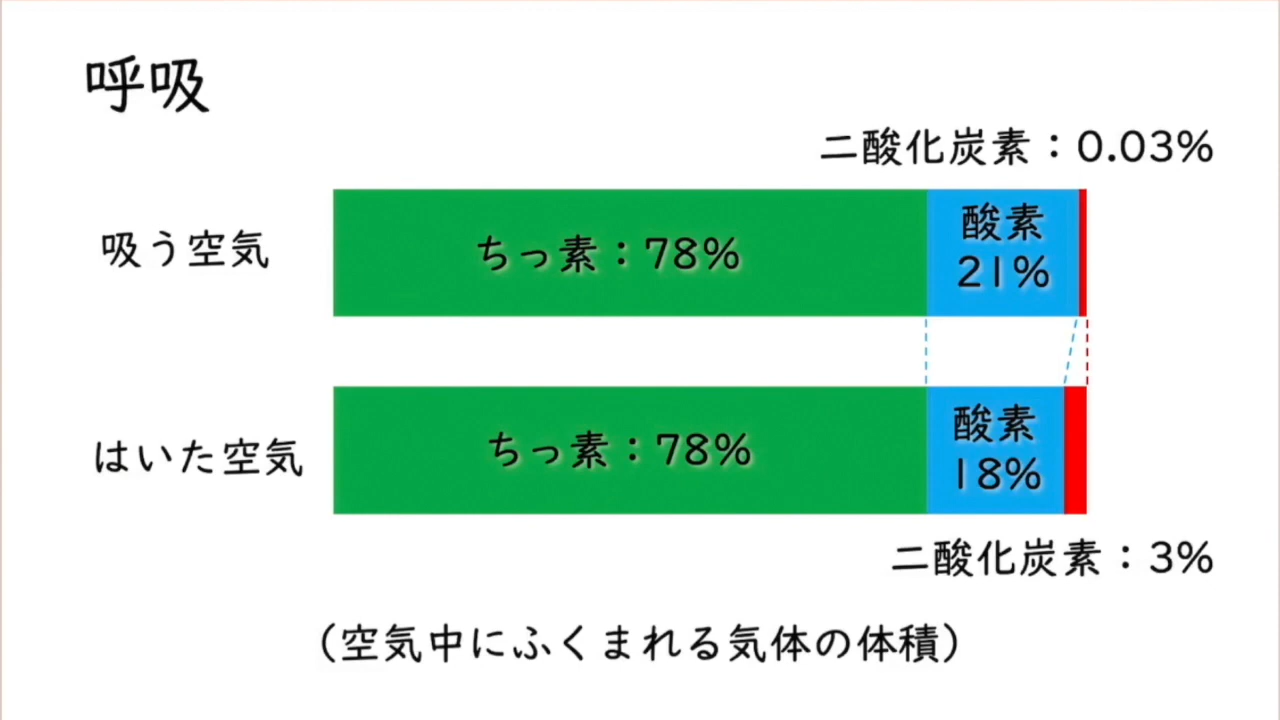 呼吸
二酸化炭素：0.03%
吸う空気
ちっ素：78%
酸素
21%
はいた空気
ちっ素：78%
酸素
18%
二酸化炭素：3%
（空気中にふくまれる気体の体積）